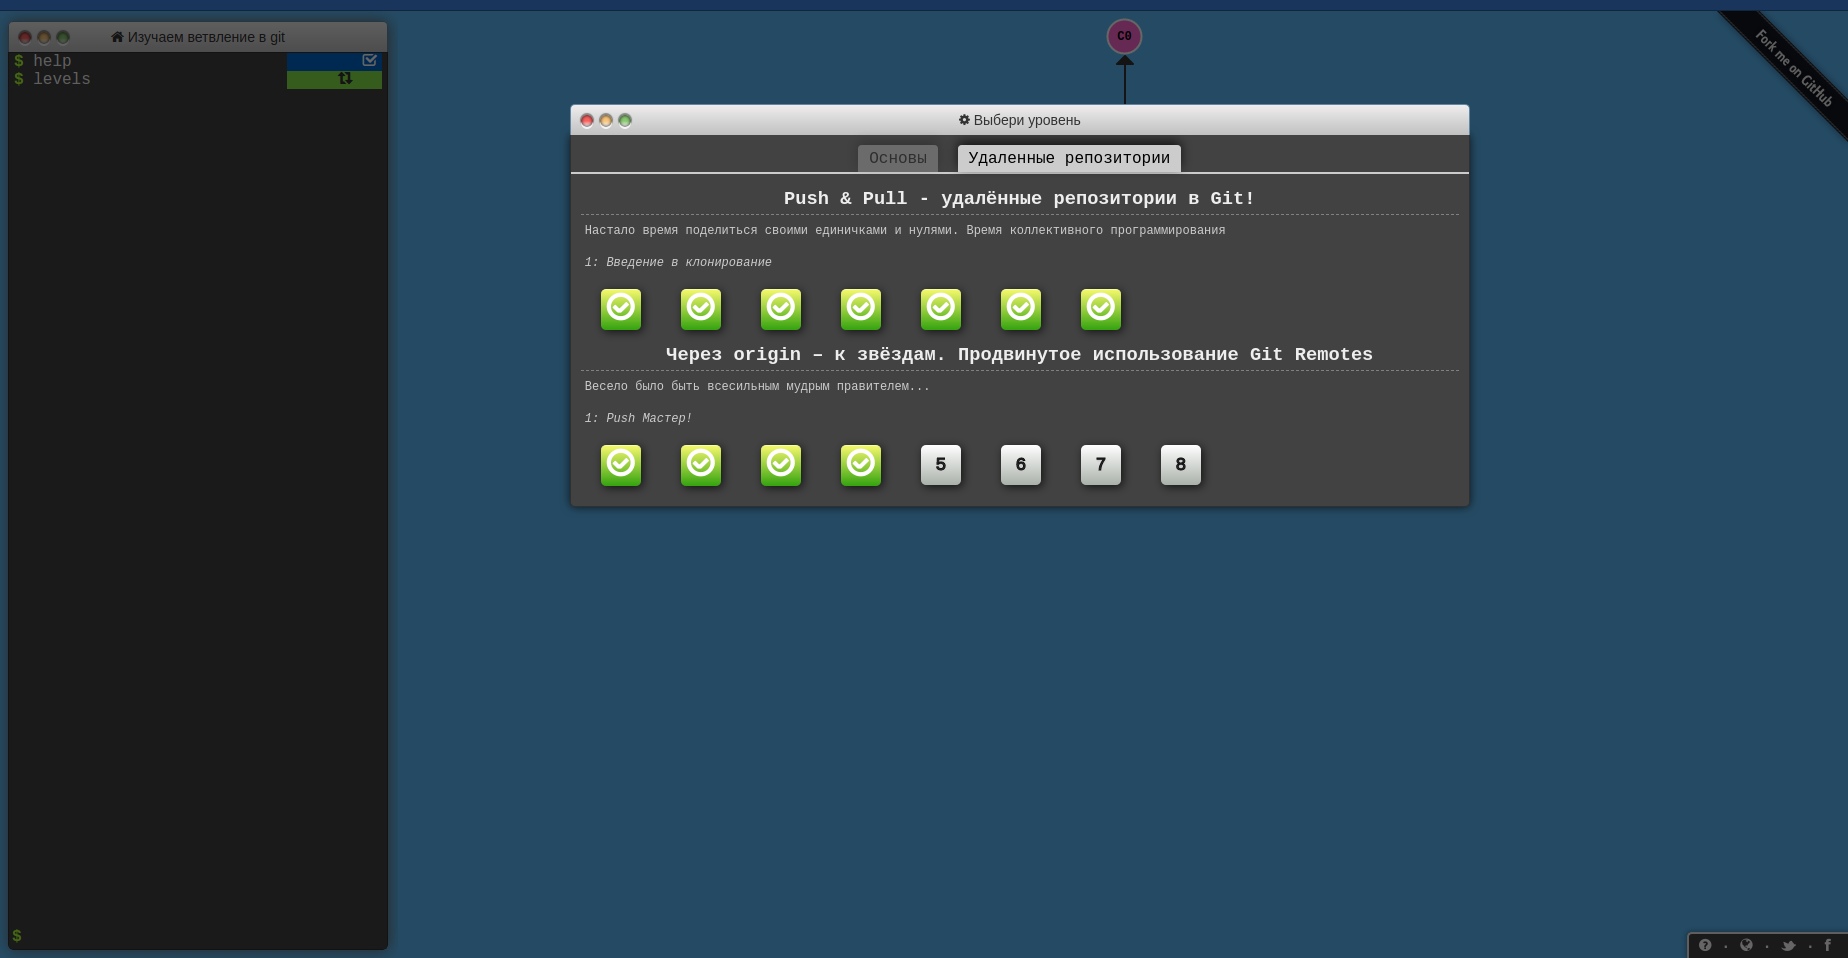 Изучаем ветвление в git
$ help
$ levels
$
C0
Fork me on GitHub
Выбери уровень
Основы
Удаленные репозитории
Push & Pull - удалённые репозитории в Git!
Настало время поделиться своими единичками и нулями. Время коллективного программирования
1: Введение в клонирование
Через origin – к звёздам. Продвинутое использование Git Remotes
Весело было быть всесильным мудрым правителем...
1: Push Мастер!
5 6 7 8